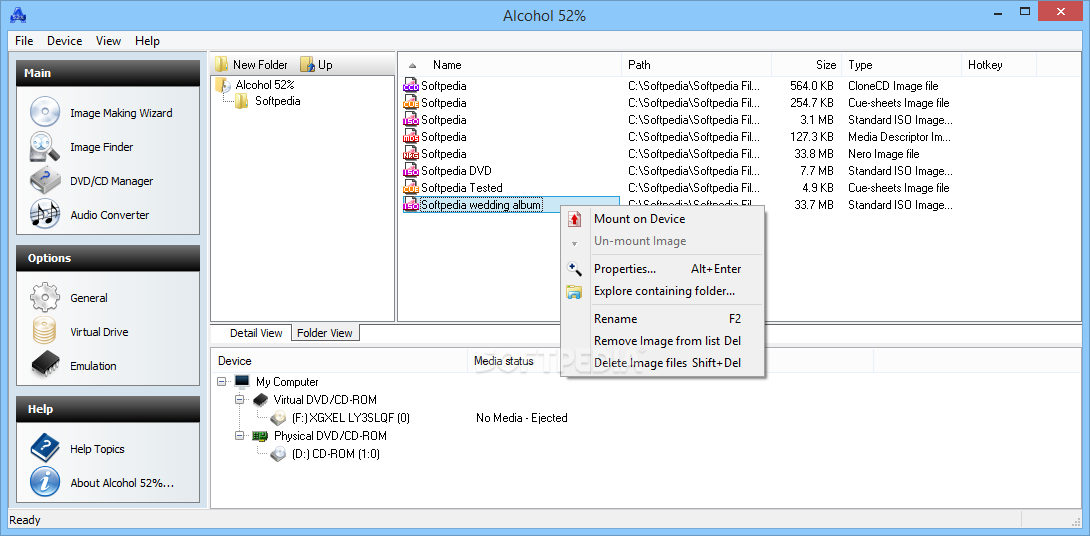 Alcohol 52%
File Device View Help
Main
Image Making Wizard
Image Finder
DVD/CD Manager
Audio Converter
Options
General
Virtual Drive
Emulation
Help
Help Topics
About Alcohol 52%...
New Folder Up
Alcohol 52%
Softpedia
Name Path Size Type Hotkey
CCD Softpedia C:\Softpedia\Softpedia Fil... 564.0 KB CloneCD Image file
CUE Softpedia C:\Softpedia\Softpedia Fil... 254.7 KB Cue-sheets Image file
ISO Softpedia C:\Softpedia\Softpedia Fil... 3.1 MB Standard ISO Image...
MDS Softpedia C:\Softpedia\Softpedia Fil... 127.3 KB Media Descriptor Im...
NRG Softpedia C:\Softpedia\Softpedia Fil... 33.8 MB Nero Image file
ISO Softpedia DVD C:\Softpedia\Softpedia Fil... 7.7 MB Standard ISO Image...
CUE Softpedia Tested C:\Softpedia\Softpedia Fil... 4.9 KB Cue-sheets Image file
ISO Softpedia wedding album C:\Softpedia\Softpedia Fil... 33.7 MB Standard ISO Image...
Mount on Device
Un-mount Image
Properties... Alt+Enter
Explore containing folder...
Rename F2
Remove Image from list Del
Delete Image files Shift+Del
Detail View Folder View
Device Media status
SOFTPEDIA
My Computer
Virtual DVD/CD-ROM
(F:) XGXEL LY3SLQF (0) No Media - Ejected
Physical DVD/CD-ROM
(D:) CD-ROM (1:0)
Ready